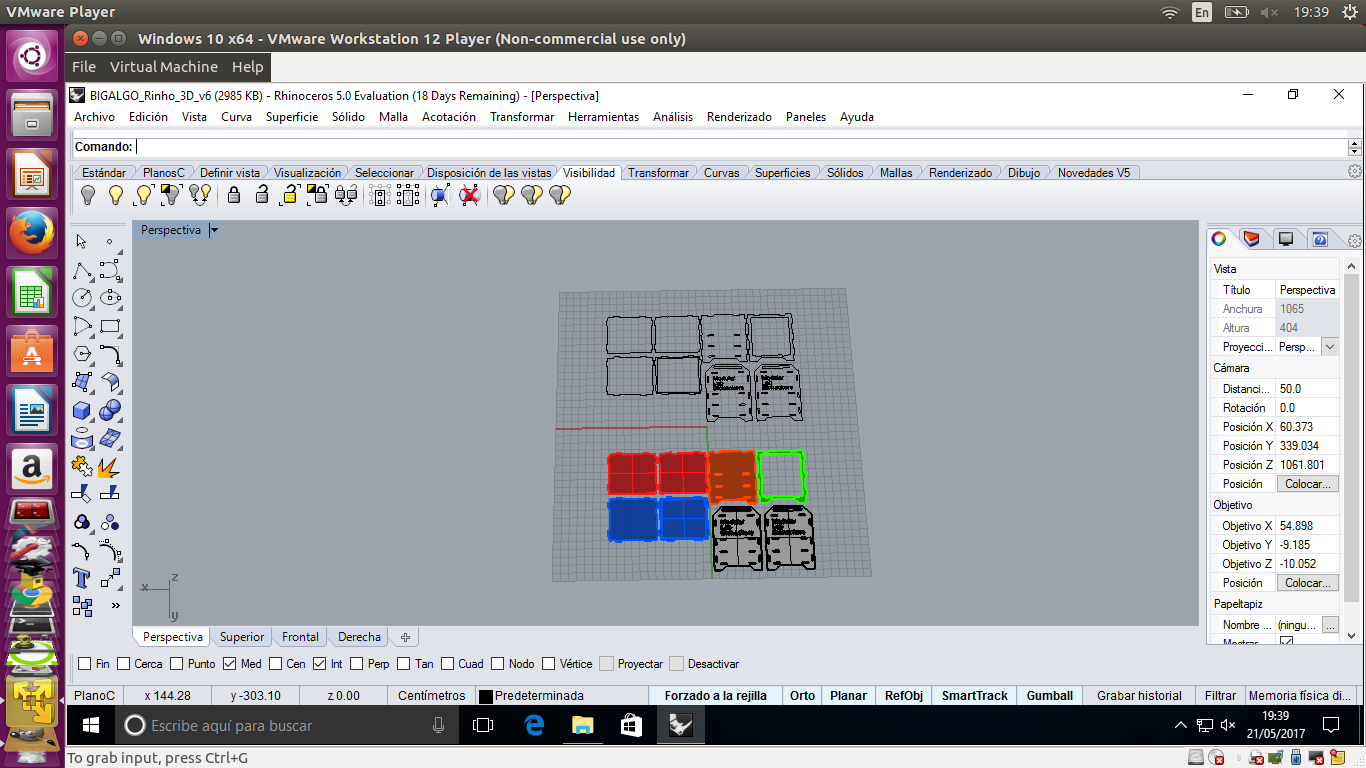 VMware Player
En
19:39
Windows 10 x64 - VMware Workstation 12 Player (Non-commercial use only)
File Virtual Machine Help
BIGALGO_Rinho_3D_v6 (2985 KB) - Rhinoceros 5.0 Evaluation (18 Days Remaining) - [Perspectiva]
Archivo Edición Vista Curva Superficie Sólido Malla Acotación Transformar Herramientas Análisis Renderizado Paneles Ayuda
Comando:
Estándar PlanosC Definir vista Visualización Seleccionar Disposición de las vistas Visibilidad Transformar Curvas Superficies Sólidos Mallas Renderizado Dibujo Novedades V5
Perspectiva
Vista
Título Perspectiva
Anchura 1065
Altura 404
Proyecci... Persp...
Cámara
Distanci... 50.0
Rotación 0.0
Posición X 60.373
Posición Y 339.034
Posición Z 1061.801
Posición Colocar...
Objetivo
Objetivo X 54.898
Objetivo Y -9.185
Objetivo Z -10.052
Posición Colocar...
Papeltapiz
Nombre ... (ningu... ...
x z y
Perspectiva Superior Frontal Derecha
Fin Cerca Punto Med Cen Int Perp Tan Cuad Nodo Vértice Proyectar Desactivar
PlanoC x 144.28 y -303.10 z 0.00 Centímetros Predeterminada Forzado a la rejilla Orto Planar RefObj SmartTrack Gumball Grabar historial Filtrar Memoria física di...
Escribe aquí para buscar
19:39
21/05/2017
To grab input, press Ctrl+G